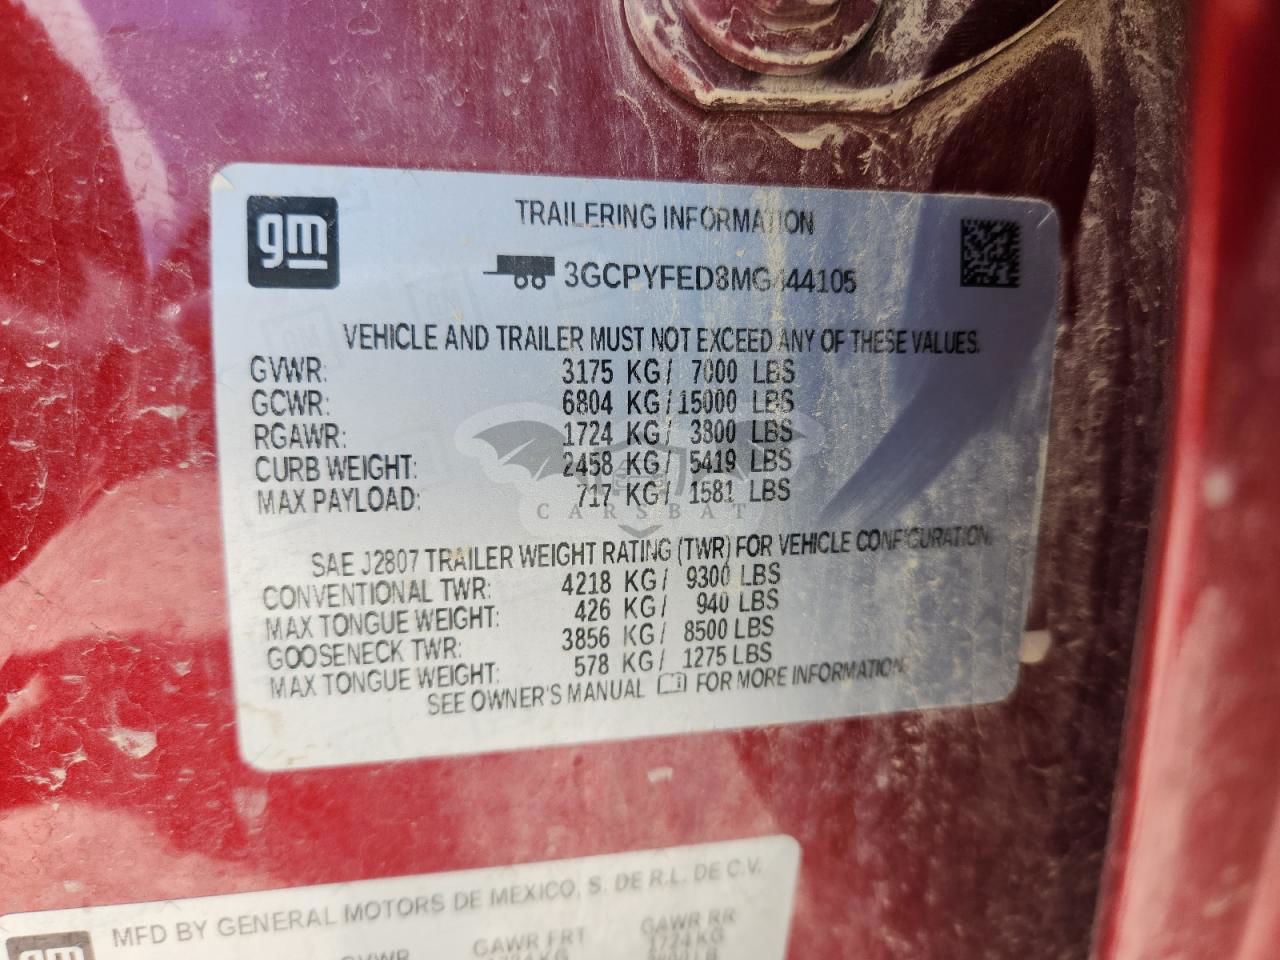 gm
TRAILERING INFORMATION
3GCPYFED8MG444105
VEHICLE AND TRAILER MUST NOT EXCEED ANY OF THESE VALUES.
GVWR: 3175 KG/ 7000 LBS
GCWR: 6804 KG/ 15000 LBS
RGAWR: 1724 KG/ 3800 LBS
CURB WEIGHT: 2458 KG/ 5419 LBS
MAX PAYLOAD: 717 KG/ 1581 LBS
CARSBAT
SAE J2807 TRAILER WEIGHT RATING (TWR) FOR VEHICLE CONFIGURATION.
CONVENTIONAL TWR: 4218 KG/ 9300 LBS
MAX TONGUE WEIGHT: 426 KG/ 940 LBS
GOOSENECK TWR: 3856 KG/ 8500 LBS
MAX TONGUE WEIGHT: 578 KG/ 1275 LBS
SEE OWNER'S MANUAL FOR MORE INFORMATION.
MFD BY GENERAL MOTORS DE MEXICO, S. DE R.L. DE C.V.
gm GVWR GAWR FRT GAWR RR
1724 KG